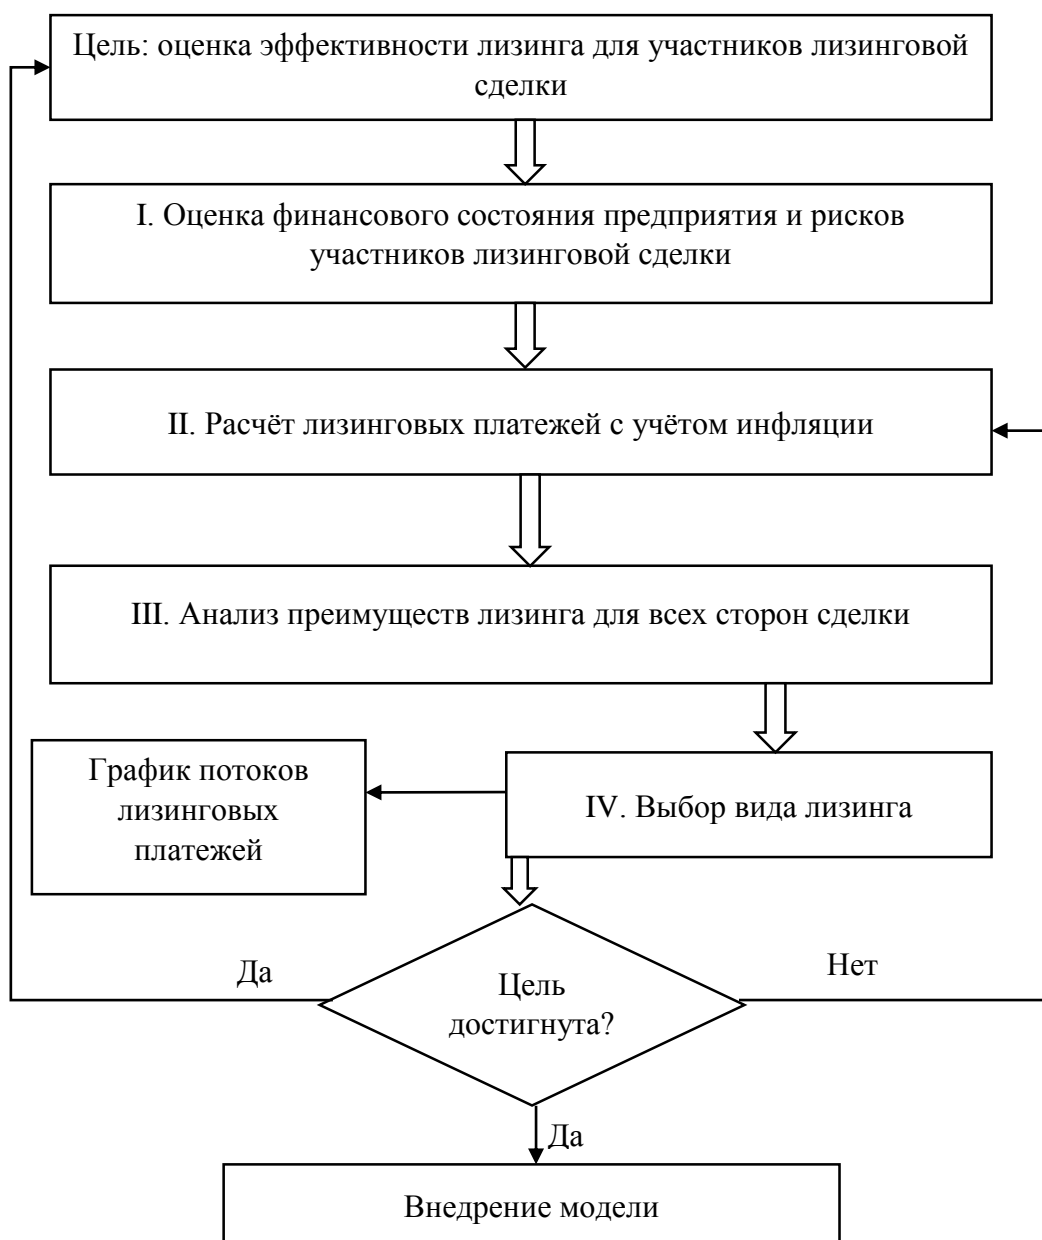 Цель: оценка эффективности лизинга для участников лизинговой
сделки
I. Оценка финансового состояния предприятия и рисков
участников лизинговой сделки
II. Расчёт лизинговых платежей с учётом инфляции
III. Анализ преимуществ лизинга для всех сторон сделки
График потоков
лизинговых
платежей
IV. Выбор вида лизинга
Да
Нет
Цель
достигнута?
Да
Внедрение модели